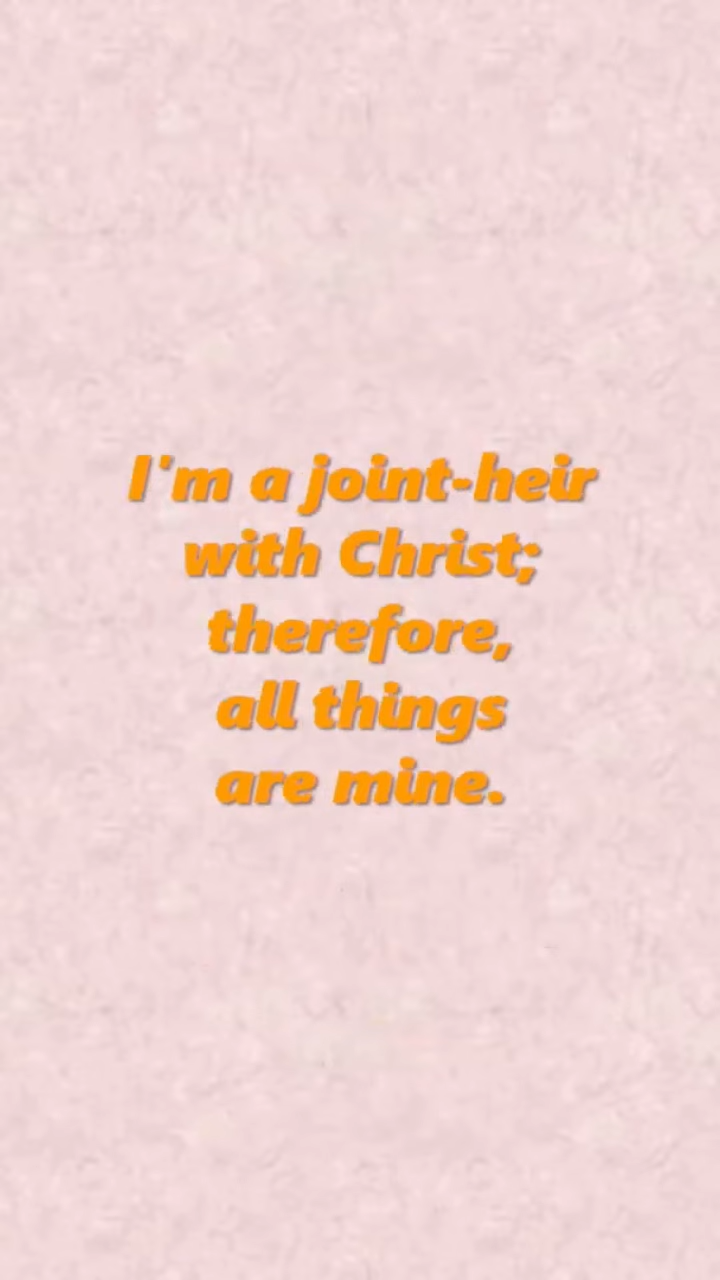 I'm a joint-heir
with Christ;
therefore,
all things
are mine.